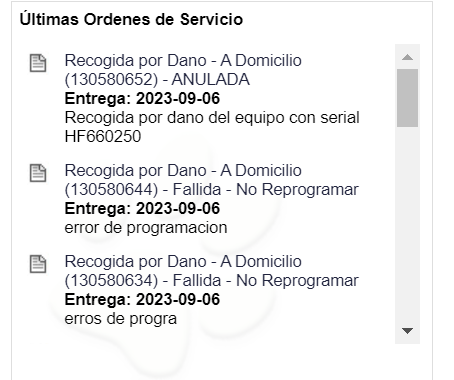 Últimas Ordenes de Servicio
Recogida por Dano - A Domicilio
(130580652) - ANULADA
Entrega: 2023-09-06
Recogida por dano del equipo con serial
HF660250
Recogida por Dano - A Domicilio
(130580644) - Fallida - No Reprogramar
Entrega: 2023-09-06
error de programacion
Recogida por Dano - A Domicilio
(130580634) - Fallida - No Reprogramar
Entrega: 2023-09-06
erros de progra